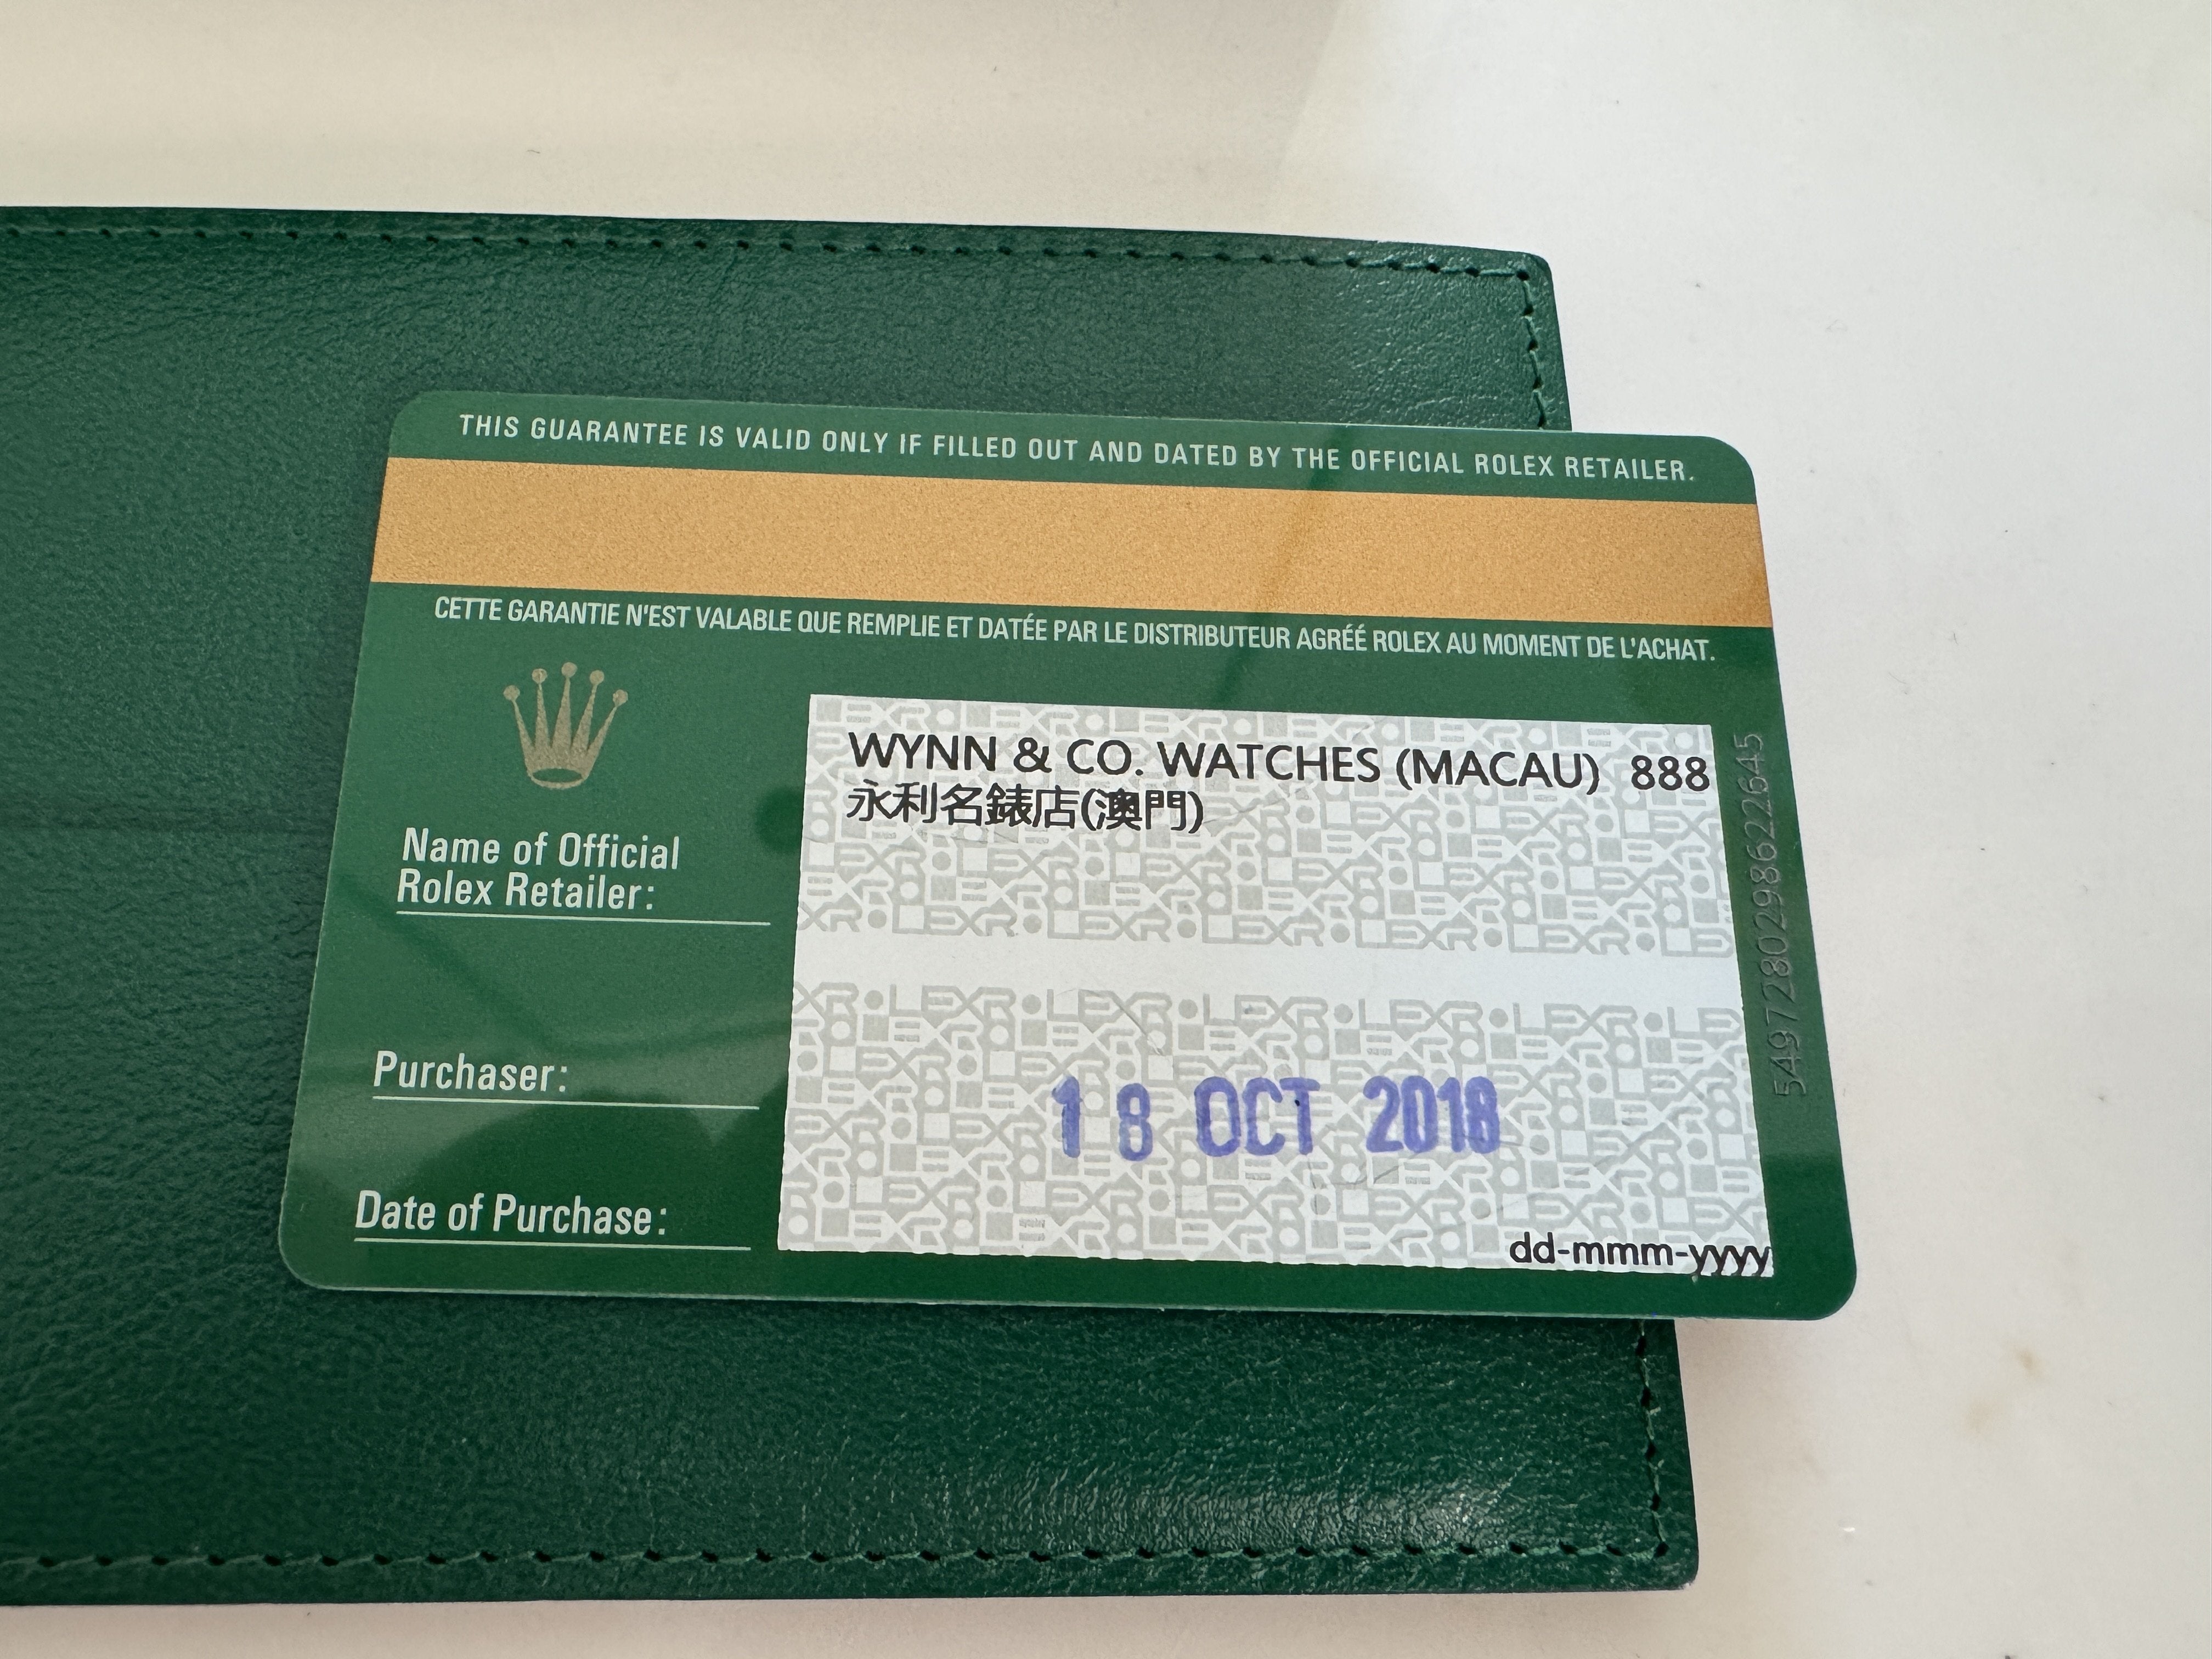 THIS GUARANTEE IS VALID ONLY IF FILLED OUT AND DATED BY THE OFFICIAL ROLEX RETAILER.
CETTE GARANTIE N'EST VALABLE QUE REMPLIE ET DATÉE PAR LE DISTRIBUTEUR AGRÉÉ ROLEX AU MOMENT DE L'ACHAT.
WYNN & CO. WATCHES (MACAU) 888
永利名錶店(澳門)
Name of Official
Rolex Retailer:
Purchaser:
18 OCT 2018
Date of Purchase:
dd-mmm-yyyy
5497280298622645